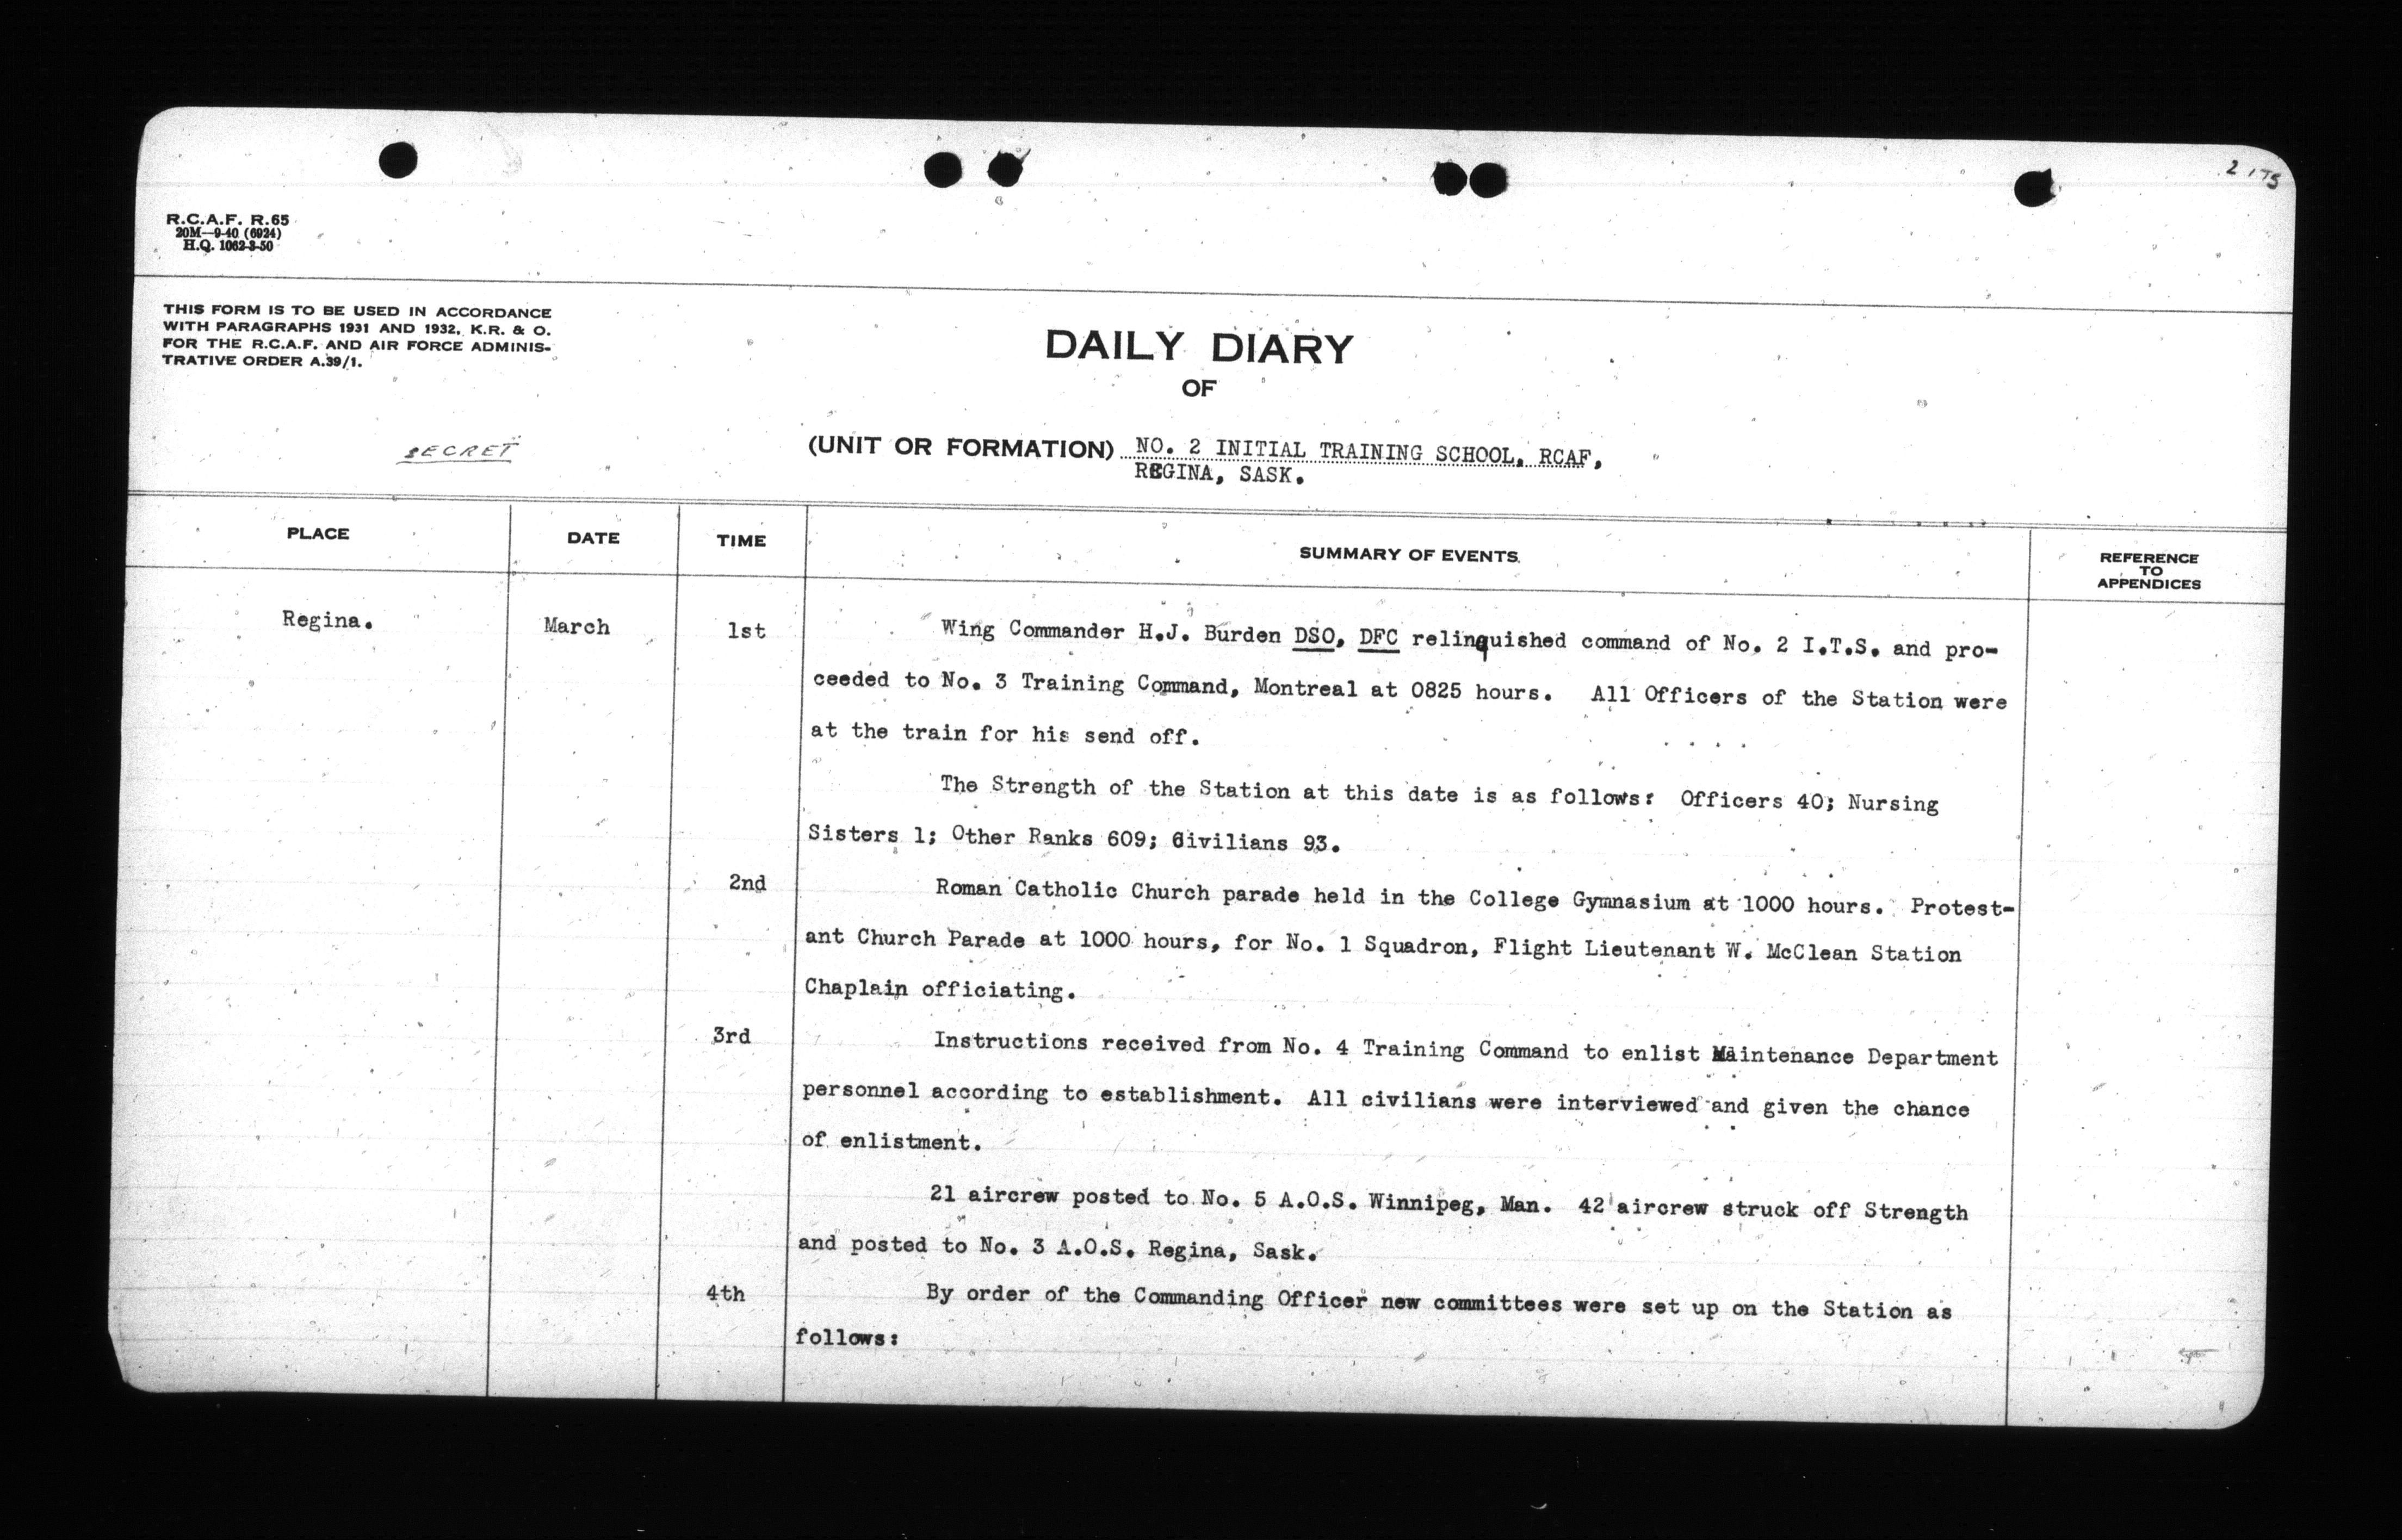 2175
R.C.A.F. R.65
20M—9-40 (6924)
H.Q. 1062-3-50
THIS FORM IS TO BE USED IN ACCORDANCE
WITH PARAGRAPHS 1931 AND 1932, K.R. & O.
FOR THE R.C.A.F. AND AIR FORCE ADMINIS-
TRATIVE ORDER A.39/1.
DAILY DIARY
OF
SECRET
(UNIT OR FORMATION) NO. 2 INITIAL TRAINING SCHOOL, RCAF,
REGINA, SASK.
PLACE DATE TIME SUMMARY OF EVENTS REFERENCE
TO
APPENDICES
Regina. March 1st Wing Commander H.J. Burden DSO, DFC relinquished command of No. 2 I.T.S. and pro-
ceeded to No. 3 Training Command, Montreal at 0825 hours. All Officers of the Station were
at the train for his send off.
The Strength of the Station at this date is as follows: Officers 40; Nursing
Sisters 1; Other Ranks 609; Civilians 93.
2nd Roman Catholic Church parade held in the College Gymnasium at 1000 hours. Protest-
ant Church Parade at 1000 hours, for No. 1 Squadron, Flight Lieutenant W. McClean Station
Chaplain officiating.
3rd Instructions received from No. 4 Training Command to enlist Maintenance Department
personnel according to establishment. All civilians were interviewed and given the chance
of enlistment.
21 aircrew posted to No. 5 A.O.S. Winnipeg, Man. 42 aircrew struck off Strength
and posted to No. 3 A.O.S. Regina, Sask.
4th By order of the Commanding Officer new committees were set up on the Station as
follows: